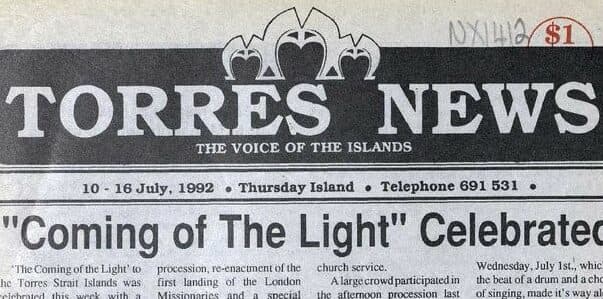 NX1412
$1
TORRES NEWS
THE VOICE OF THE ISLANDS
10 - 16 July, 1992 • Thursday Island • Telephone 691 531 •
"Coming of The Light" Celebrated
'The Coming of the Light' to
the Torres Strait Islands was
celebrated this week with a
procession, re-enactment of the
first landing of the London
Missionaries and a special
church service.
A large crowd participated in
the afternoon procession last
Wednesday, July 1st., whic
the beat of a drum and a cho
of singing, made it's way al